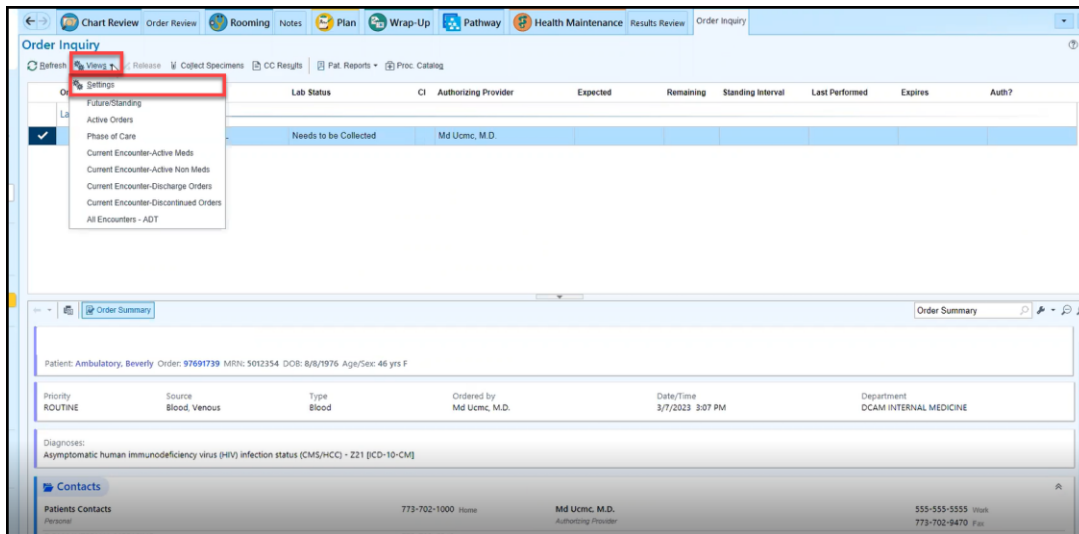 Chart Review Order Review Rooming Notes Plan Wrap-Up Pathway Health Maintenance Results Review Order Inquiry
Order Inquiry
Refresh Views Release Collect Specimens CC Results Pat. Reports Proc. Catalog
Settings
Lab Status CI Authorizing Provider Expected Remaining Standing Interval Last Performed Expires Auth?
Future/Standing
Active Orders
Phase of Care Needs to be Collected Md Ucmc, M.D.
Current Encounter-Active Meds
Current Encounter-Active Non Meds
Current Encounter-Discharge Orders
Current Encounter-Discontinued Orders
All Encounters - ADT
Order Summary Order Summary
Patient: Ambulatory, Beverly Order: 97691739 MRN: 5012354 DOB: 8/8/1976 Age/Sex: 46 yrs F
Priority Source Type Ordered by Date/Time Department
ROUTINE Blood, Venous Blood Md Ucmc, M.D. 3/7/2023 3:07 PM DCAM INTERNAL MEDICINE
Diagnoses:
Asymptomatic human immunodeficiency virus (HIV) infection status (CMS/HCC) - Z21 [ICD-10-CM]
Contacts
Patients Contacts 773-702-1000 Home Md Ucmc, M.D. 555-555-5555 Work
Personal Authorizing Provider 773-702-9470 Fax